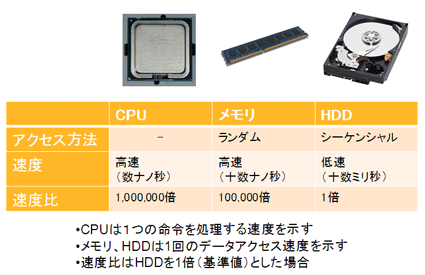 CPU メモリ HDD
アクセス方法 - ランダム シーケンシャル
速度 高速 高速 低速
（数ナノ秒） （十数ナノ秒） （十数ミリ秒）
速度比 1,000,000倍 100,000倍 1倍
•CPUは１つの命令を処理する速度を示す
•メモリ、HDDは1回のデータアクセス速度を示す
•速度比はHDDを1倍（基準値）とした場合